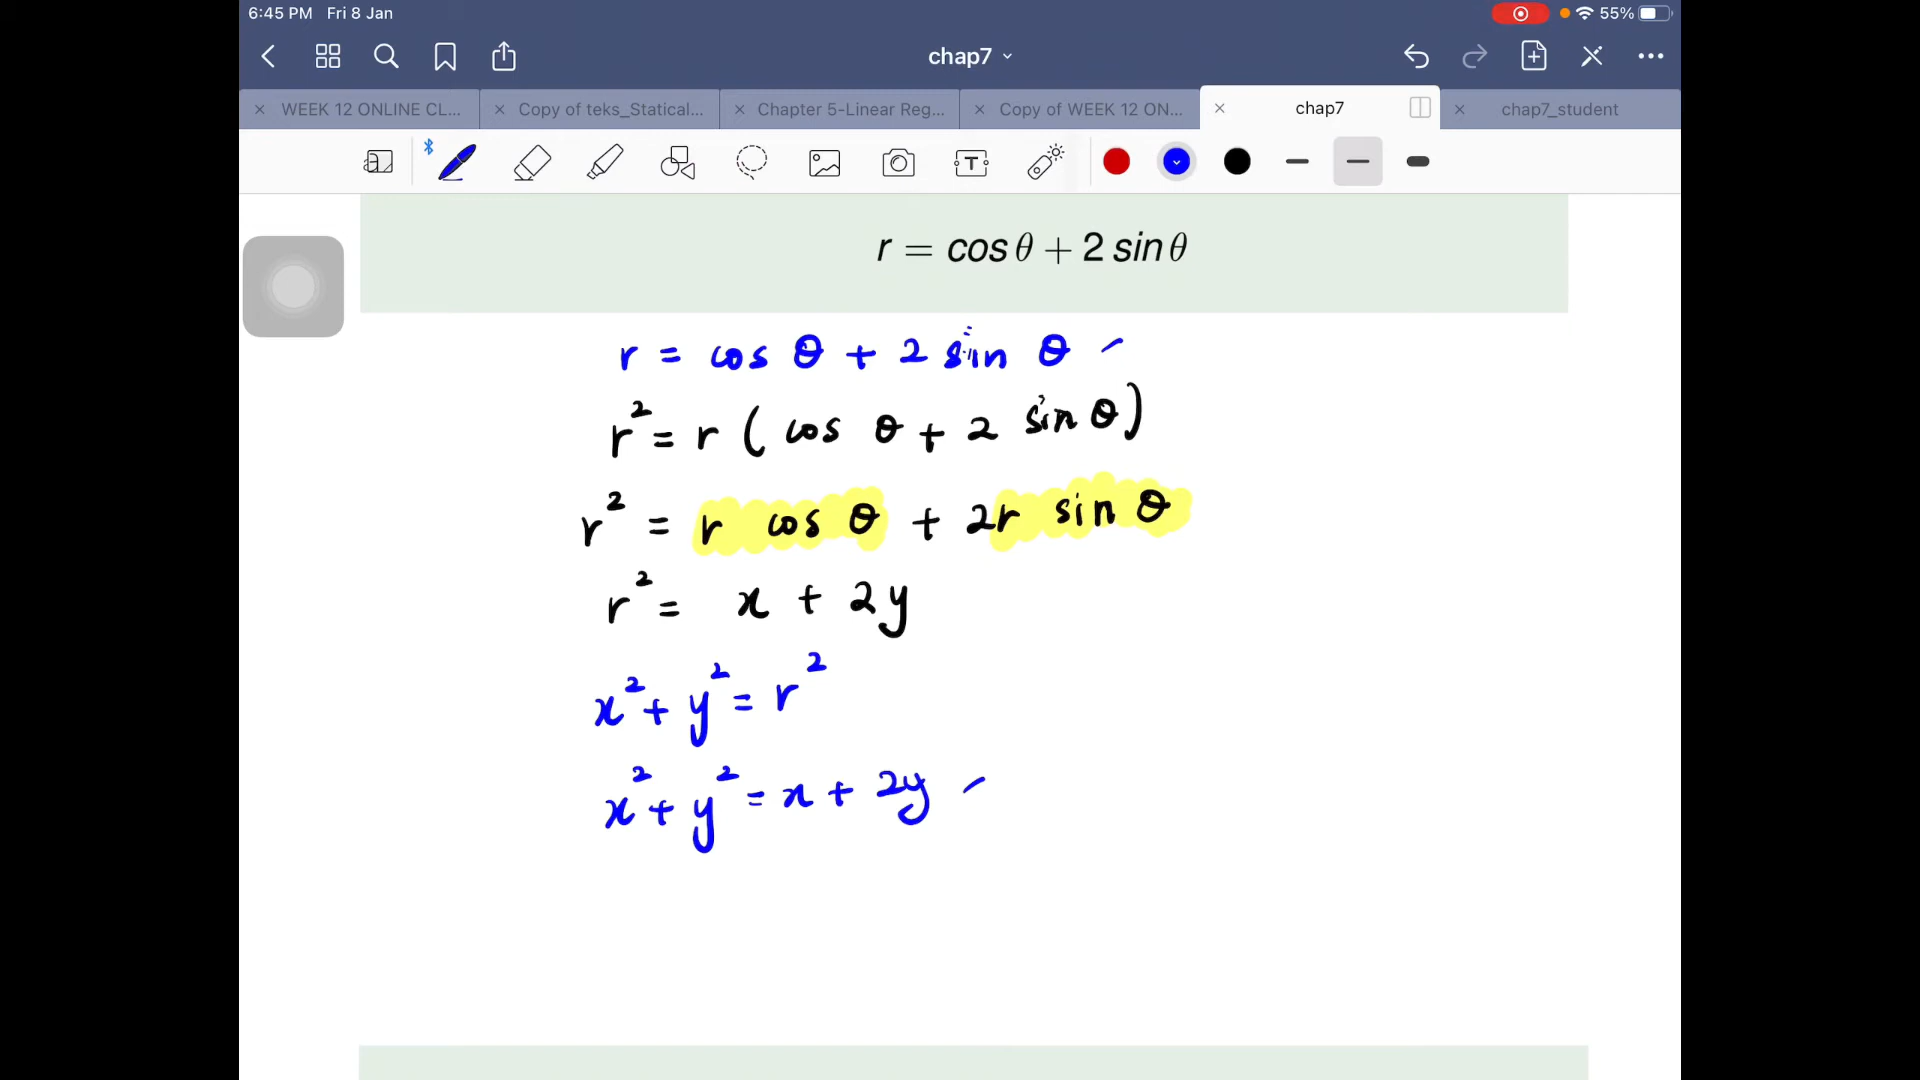 6:45 PM Fri 8 Jan 55%
chap7
WEEK 12 ONLINE CL... Copy of teks_Statical... Chapter 5-Linear Reg... Copy of WEEK 12 ON... chap7 chap7_student
r = cos θ + 2 sin θ
r = cos θ + 2 sin θ
r² = r ( cos θ + 2 sin θ)
r² = r cos θ + 2r sin θ
r² = x + 2y
x² + y² = r²
x² + y² = x + 2y